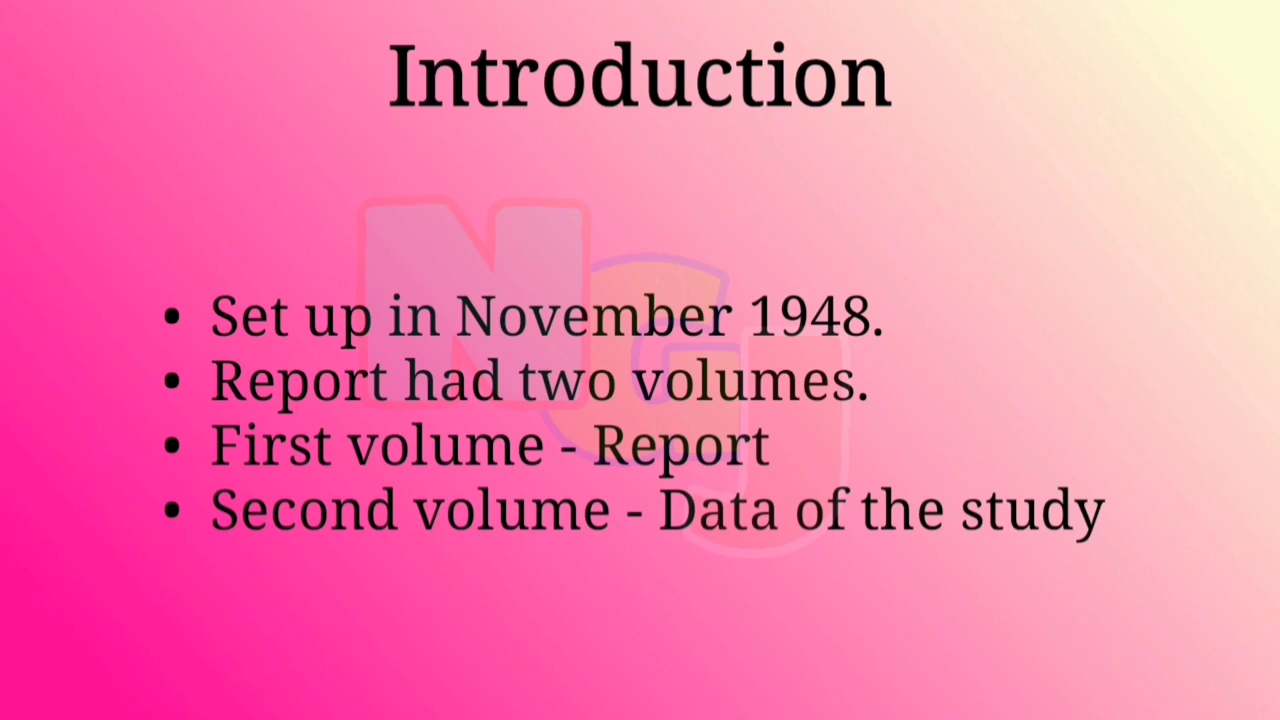 Introduction
• Set up in November 1948.
• Report had two volumes.
• First volume - Report
• Second volume - Data of the study
NGJ